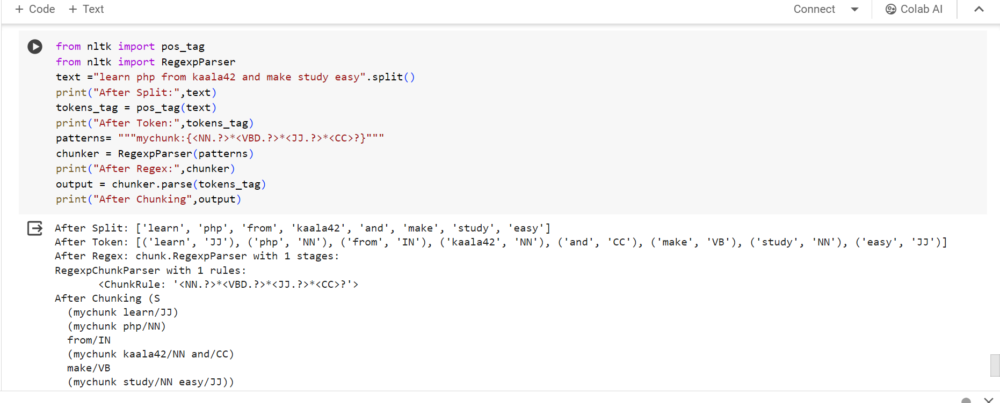 + Code + Text Connect Colab AI
from nltk import pos_tag
from nltk import RegexpParser
text ="learn php from kaala42 and make study easy".split()
print("After Split:",text)
tokens_tag = pos_tag(text)
print("After Token:",tokens_tag)
patterns= """mychunk:{<NN.?>*<VBD.?>*<JJ.?>*<CC>?}"""
chunker = RegexpParser(patterns)
print("After Regex:",chunker)
output = chunker.parse(tokens_tag)
print("After Chunking",output)
After Split: ['learn', 'php', 'from', 'kaala42', 'and', 'make', 'study', 'easy']
After Token: [('learn', 'JJ'), ('php', 'NN'), ('from', 'IN'), ('kaala42', 'NN'), ('and', 'CC'), ('make', 'VB'), ('study', 'NN'), ('easy', 'JJ')]
After Regex: chunk.RegexpParser with 1 stages:
RegexpChunkParser with 1 rules:
       <ChunkRule: '<NN.?>*<VBD.?>*<JJ.?>*<CC>?'>
After Chunking (S
  (mychunk learn/JJ)
  (mychunk php/NN)
  from/IN
  (mychunk kaala42/NN and/CC)
  make/VB
  (mychunk study/NN easy/JJ))